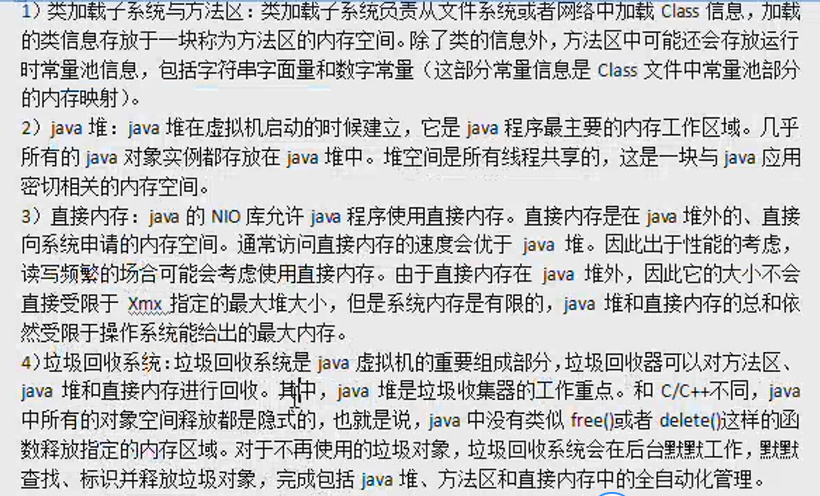 1）类加载子系统与方法区：类加载子系统负责从文件系统或者网络中加载 Class 信息，加载
的类信息存放于一块称为方法区的内存空间。除了类的信息外，方法区中可能还会存放运行
时常量池信息，包括字符串字面量和数字常量（这部分常量信息是 Class 文件中常量池部分
的内存映射）。
2）java 堆：java 堆在虚拟机启动的时候建立，它是 java 程序最主要的内存工作区域。几乎
所有的 java 对象实例都存放在 java 堆中。堆空间是所有线程共享的，这是一块与 java 应用
密切相关的内存空间。
3）直接内存：java 的 NIO 库允许 java 程序使用直接内存。直接内存是在 java 堆外的、直接
向系统申请的内存空间。通常访问直接内存的速度会优于 java 堆。因此出于性能的考虑，
读写频繁的场合可能会考虑使用直接内存。由于直接内存在 java 堆外，因此它的大小不会
直接受限于 Xmx 指定的最大堆大小，但是系统内存是有限的，java 堆和直接内存的总和依
然受限于操作系统能给出的最大内存。
4)垃圾回收系统：垃圾回收系统是 java 虚拟机的重要组成部分，垃圾回收器可以对方法区、
java 堆和直接内存进行回收。其中，java 堆是垃圾收集器的工作重点。和 C/C++不同，java
中所有的对象空间释放都是隐式的，也就是说，java 中没有类似 free()或者 delete()这样的函
数释放指定的内存区域。对于不再使用的垃圾对象，垃圾回收系统会在后台默默工作，默默
查找、标识并释放垃圾对象，完成包括 java 堆、方法区和直接内存中的全自动化管理。